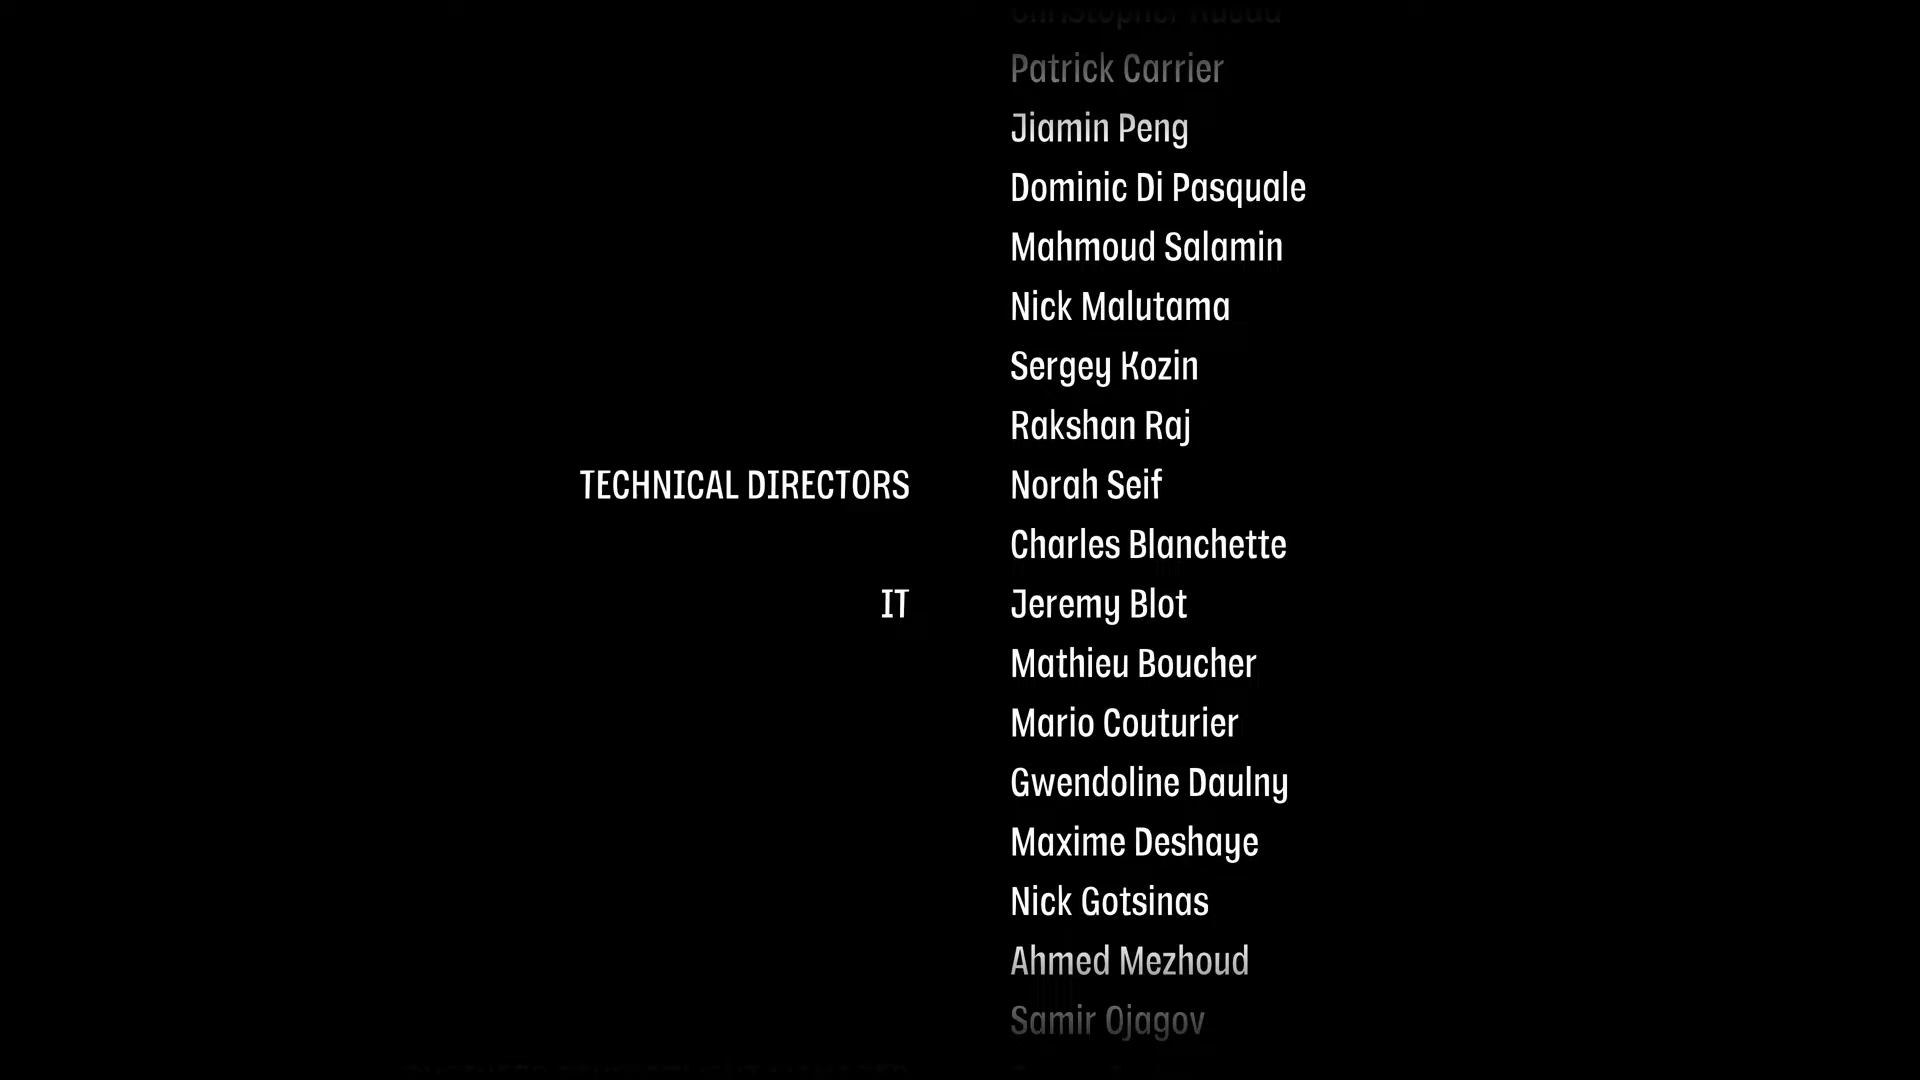 Patrick Carrier
Jiamin Peng
Dominic Di Pasquale
Mahmoud Salamin
Nick Malutama
Sergey Kozin
Rakshan Raj
TECHNICAL DIRECTORS Norah Seif
Charles Blanchette
IT Jeremy Blot
Mathieu Boucher
Mario Couturier
Gwendoline Daulny
Maxime Deshaye
Nick Gotsinas
Ahmed Mezhoud
Samir Ojagov